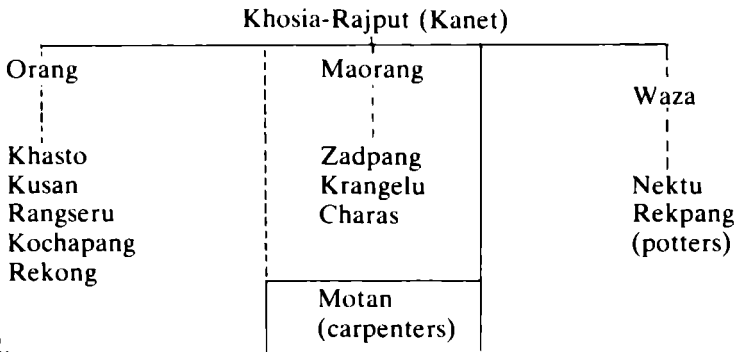 Khosia-Rajput (Kanet)
Orang
Maorang
Waza
Khasto
Kusan
Rangseru
Kochapang
Rekong
Zadpang
Krangelu
Charas
Nektu
Rekpang
(potters)
Motan
(carpenters)